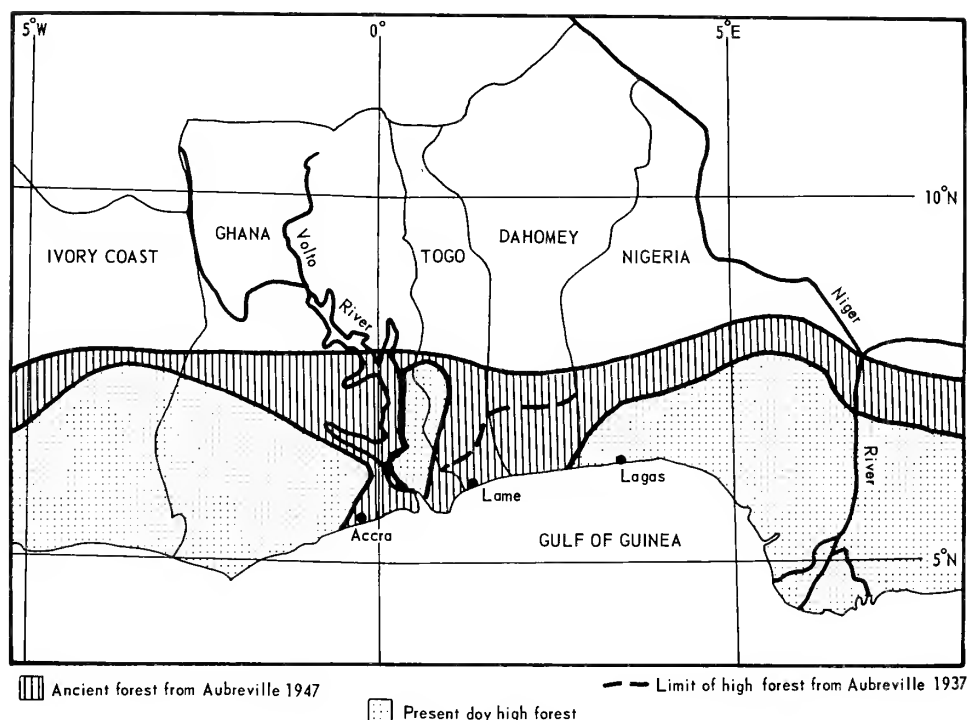 5°W
0°
5°E
10°N
IVORY COAST
GHANA
Volto
River
TOGO
DAHOMEY
NIGERIA
Niger
River
Lagas
Lame
Accra
GULF OF GUINEA
5°N
Ancient forest from Aubreville 1947
Limit of high forest from Aubreville 1937
Present day high forest